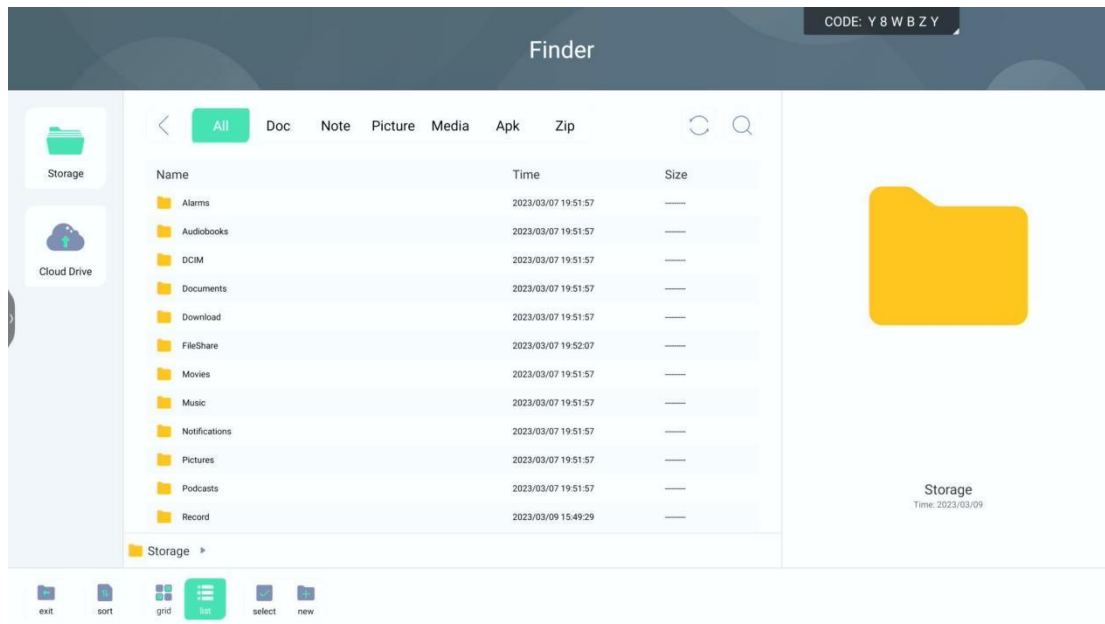 CODE: Y 8 W B Z Y
Finder
Storage
Cloud Drive
All Doc Note Picture Media Apk Zip
Name Time Size
Alarms 2023/03/07 19:51:57 -------
Audiobooks 2023/03/07 19:51:57 -------
DCIM 2023/03/07 19:51:57 -------
Documents 2023/03/07 19:51:57 -------
Download 2023/03/07 19:51:57 -------
FileShare 2023/03/07 19:52:07 -------
Movies 2023/03/07 19:51:57 -------
Music 2023/03/07 19:51:57 -------
Notifications 2023/03/07 19:51:57 -------
Pictures 2023/03/07 19:51:57 -------
Podcasts 2023/03/07 19:51:57 -------
Record 2023/03/09 15:49:29 -------
Storage
Storage
Time: 2023/03/09
exit sort grid list select new